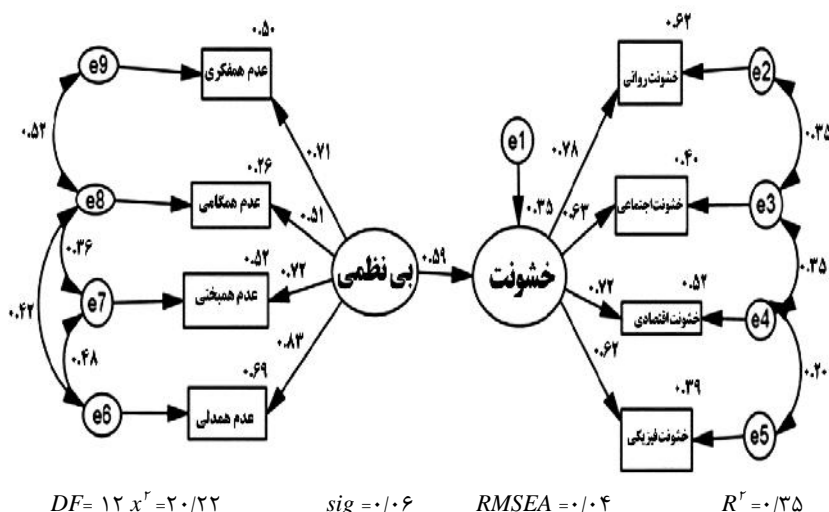 ۰.۵۰
e9
عدم همفکری
۰.۵۲
۰.۷۱
۰.۲۶
e8
عدم همگامی
۰.۵۱
۰.۳۶
۰.۵۲
۰.۷۲
e7
عدم همبختی
۰.۴۲
۰.۴۸
۰.۶۹
۰.۸۳
e6
عدم همدلی
بی نظمی
۰.۵۹
خشونت
e1
۰.۳۵
۰.۶۲
خشونت روانی
e2
۰.۷۸
۰.۳۵
۰.۴۰
خشونت اجتماعی
e3
۰.۶۳
۰.۳۵
۰.۵۲
۰.۷۲
خشونت اقتصادی
e4
۰.۶۲
۰.۲۰
۰.۳۹
خشونت فیزیکی
e5
DF= ۱۲ x۲ =۲۰/۲۲ sig =۰/۰۶ RMSEA =۰/۰۴ R۲ =۰/۳۵